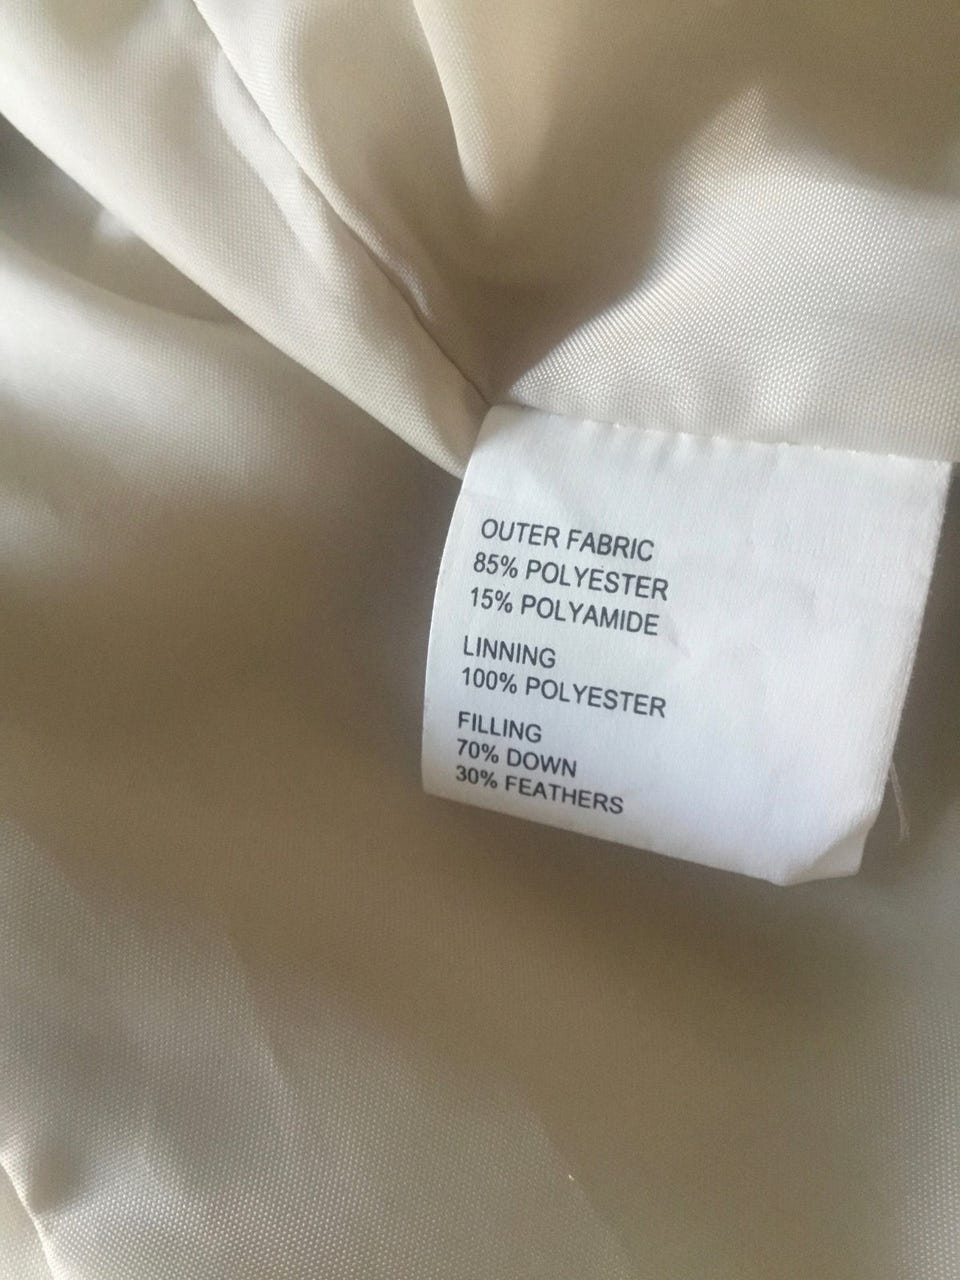 OUTER FABRIC
85% POLYESTER
15% POLYAMIDE
LINNING
100% POLYESTER
FILLING
70% DOWN
30% FEATHERS